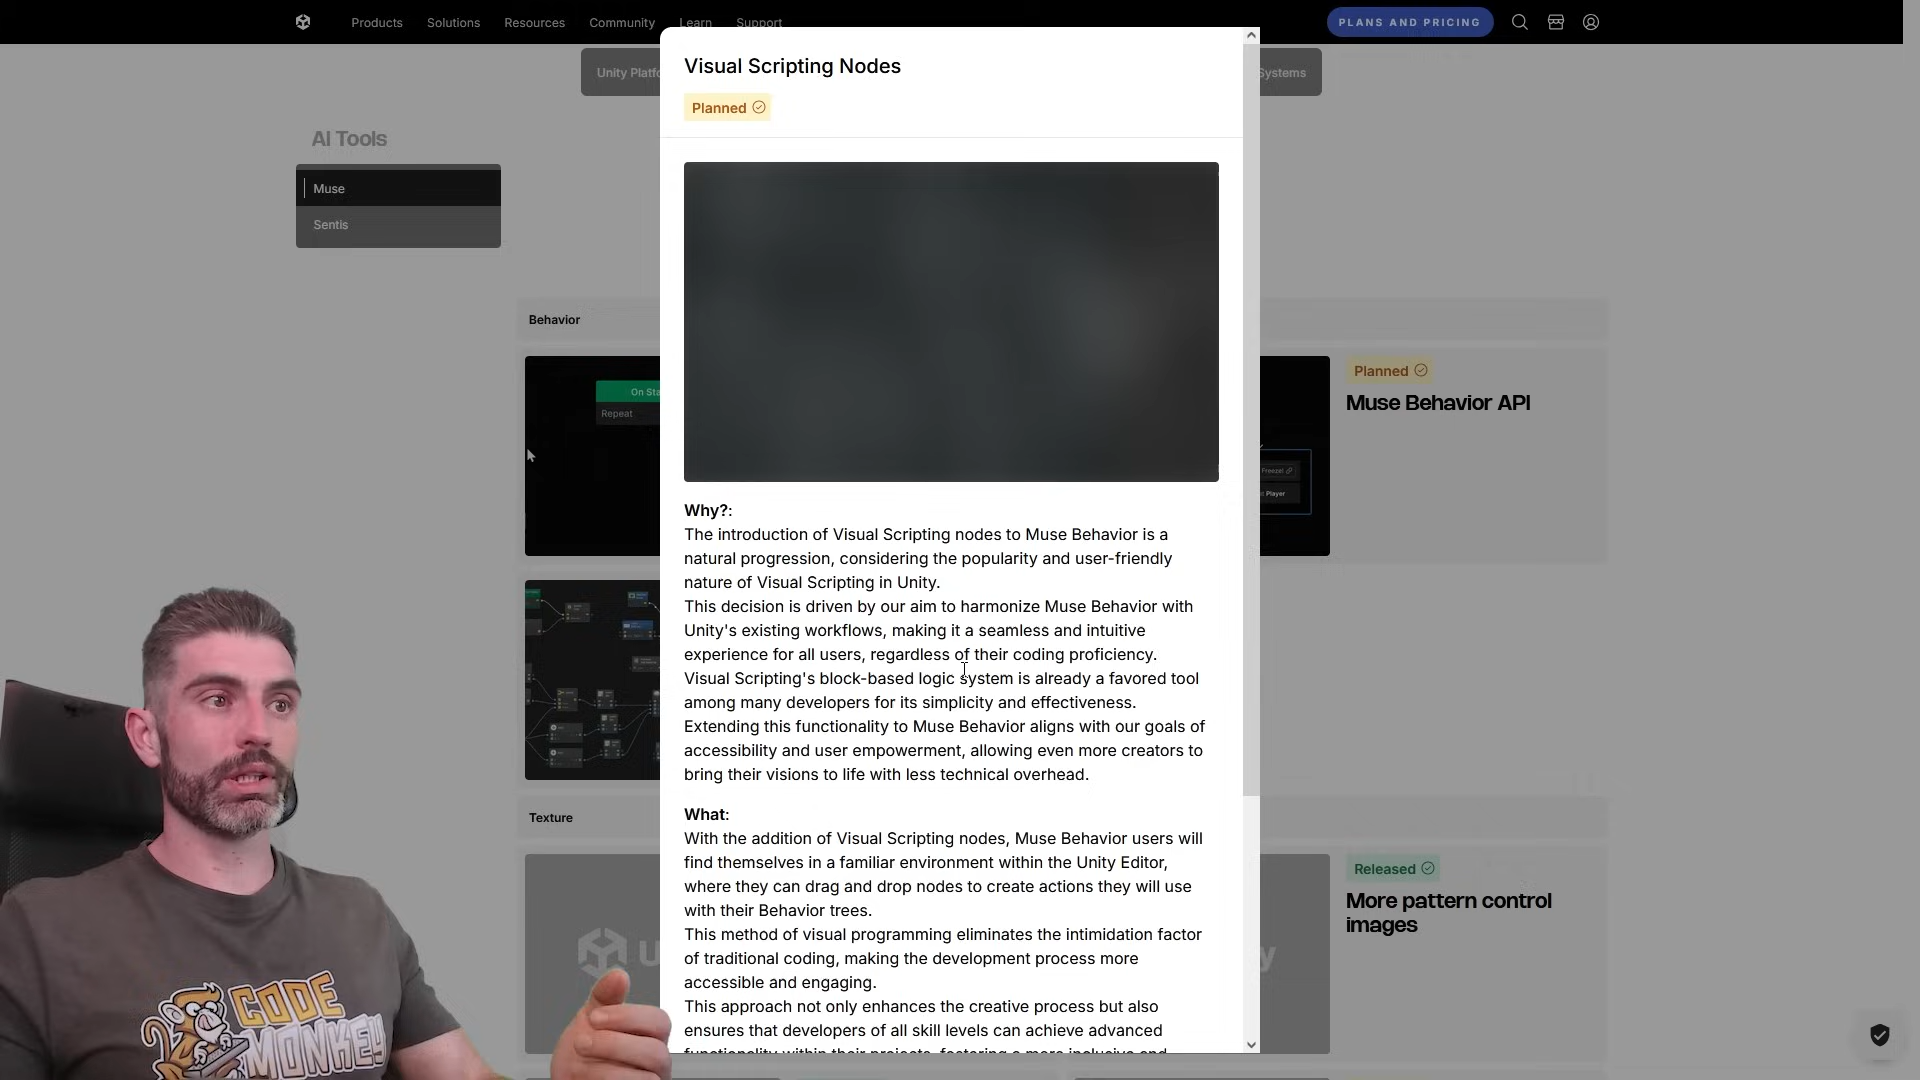 Products Solutions Resources Community Learn Support
PLANS AND PRICING
Unity Platfo
Systems
AI Tools
Muse
Sentis
Behavior
On Sta
Repeat
Visual Scripting Nodes
Planned
Why?:
The introduction of Visual Scripting nodes to Muse Behavior is a
natural progression, considering the popularity and user-friendly
nature of Visual Scripting in Unity.
This decision is driven by our aim to harmonize Muse Behavior with
Unity's existing workflows, making it a seamless and intuitive
experience for all users, regardless of their coding proficiency.
Visual Scripting's block-based logic system is already a favored tool
among many developers for its simplicity and effectiveness.
Extending this functionality to Muse Behavior aligns with our goals of
accessibility and user empowerment, allowing even more creators to
bring their visions to life with less technical overhead.
What:
With the addition of Visual Scripting nodes, Muse Behavior users will
find themselves in a familiar environment within the Unity Editor,
where they can drag and drop nodes to create actions they will use
with their Behavior trees.
This method of visual programming eliminates the intimidation factor
of traditional coding, making the development process more
accessible and engaging.
This approach not only enhances the creative process but also
ensures that developers of all skill levels can achieve advanced
functionality within their projects, fostering a more inclusive and
Planned
Muse Behavior API
Freeze!
Player
Texture
Released
More pattern control
images
CODE
MONKEY